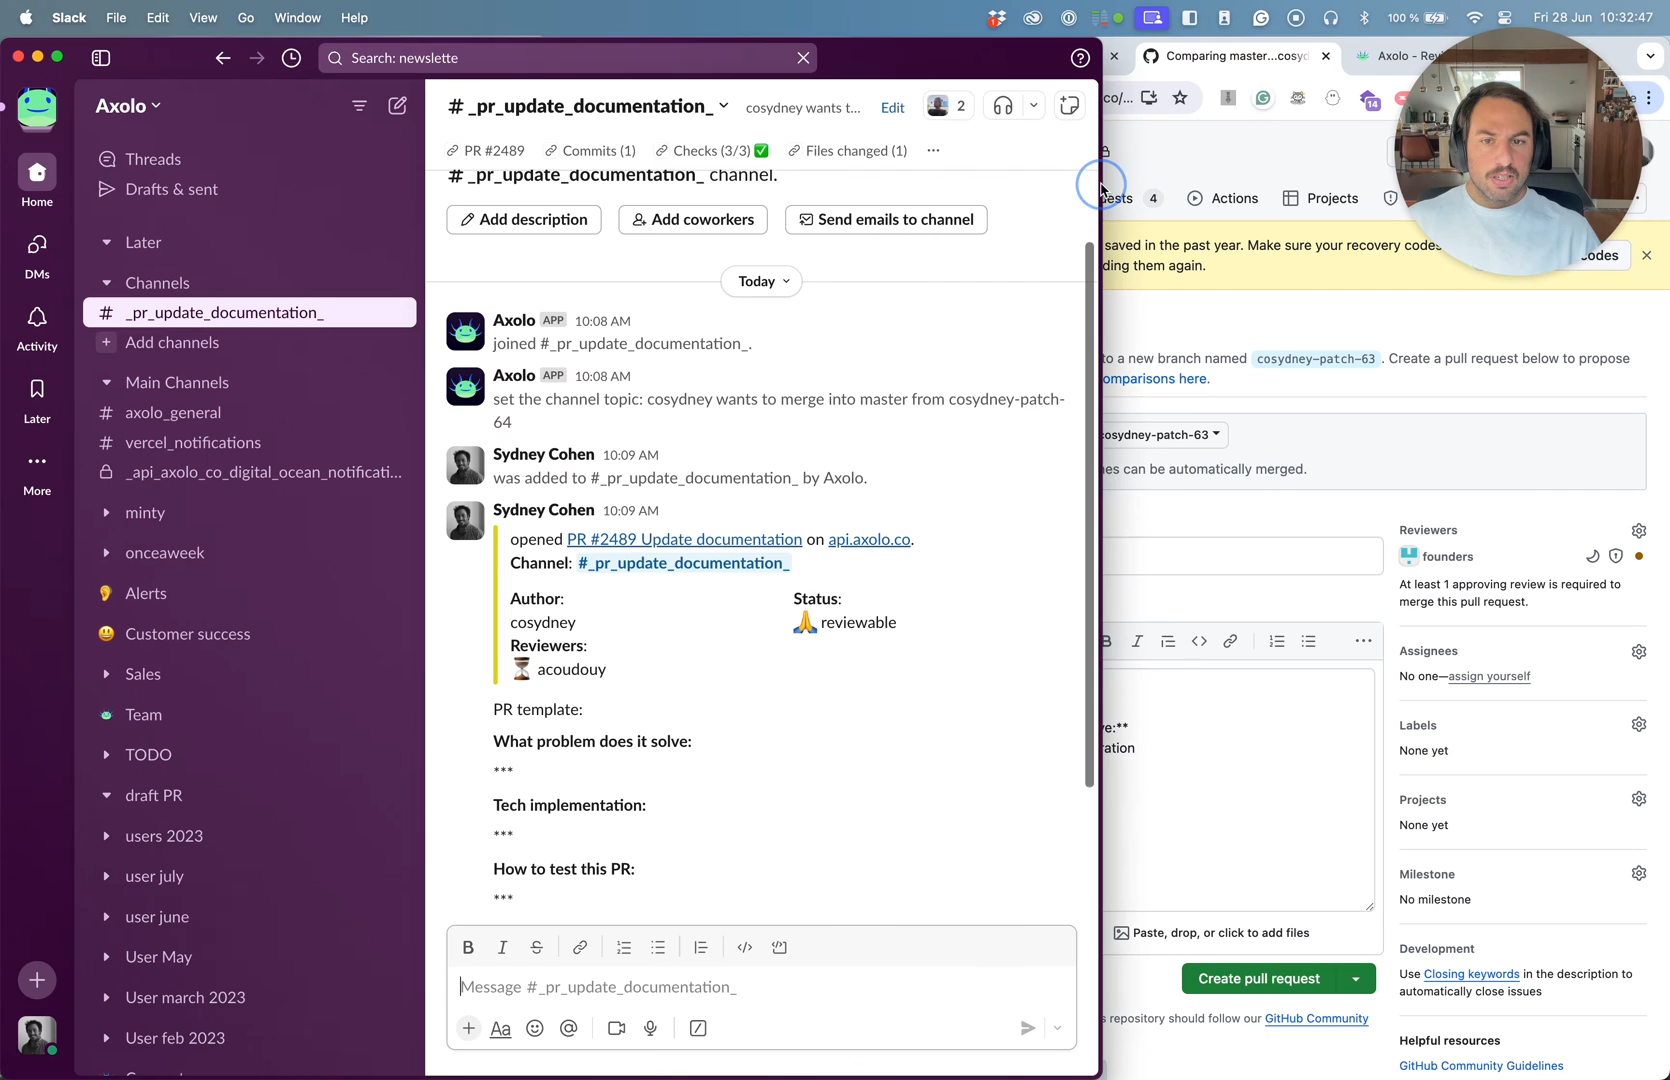 Slack File Edit View Go Window Help
1
100 %
Fri 28 Jun 10:32:47
Search: newslette
Comparing master...cosyd
Axolo - Re
co/...
14
Axolo
Threads
Drafts & sent
Later
Channels
# _pr_update_documentation_
+ Add channels
Main Channels
# axolo_general
# vercel_notifications
_api_axolo_co_digital_ocean_notificati...
minty
onceaweek
Alerts
Customer success
Sales
Team
TODO
draft PR
users 2023
user july
user june
User May
User march 2023
User feb 2023
Home
DMs
Activity
Later
More
# _pr_update_documentation_
cosydney wants t...
Edit
2
PR #2489
Commits (1)
Checks (3/3)
Files changed (1)
# _pr_update_documentation_ channel.
Add description
Add coworkers
Send emails to channel
Today
Axolo APP 10:08 AM
joined #_pr_update_documentation_.
Axolo APP 10:08 AM
set the channel topic: cosydney wants to merge into master from cosydney-patch-
64
Sydney Cohen 10:09 AM
was added to #_pr_update_documentation_ by Axolo.
Sydney Cohen 10:09 AM
opened PR #2489 Update documentation on api.axolo.co.
Channel: #_pr_update_documentation_
Author:
cosydney
Status:
reviewable
Reviewers:
acoudouy
PR template:
What problem does it solve:
***
Tech implementation:
***
How to test this PR:
***
Message #_pr_update_documentation_
Aa
ests 4
Actions
Projects
saved in the past year. Make sure your recovery codes
ding them again.
codes
to a new branch named cosydney-patch-63 . Create a pull request below to propose
omparisons here.
cosydney-patch-63
es can be automatically merged.
ve:**
ration
Paste, drop, or click to add files
Create pull request
s repository should follow our GitHub Community
Reviewers
founders
At least 1 approving review is required to
merge this pull request.
Assignees
No one—assign yourself
Labels
None yet
Projects
None yet
Milestone
No milestone
Development
Use Closing keywords in the description to
automatically close issues
Helpful resources
GitHub Community Guidelines